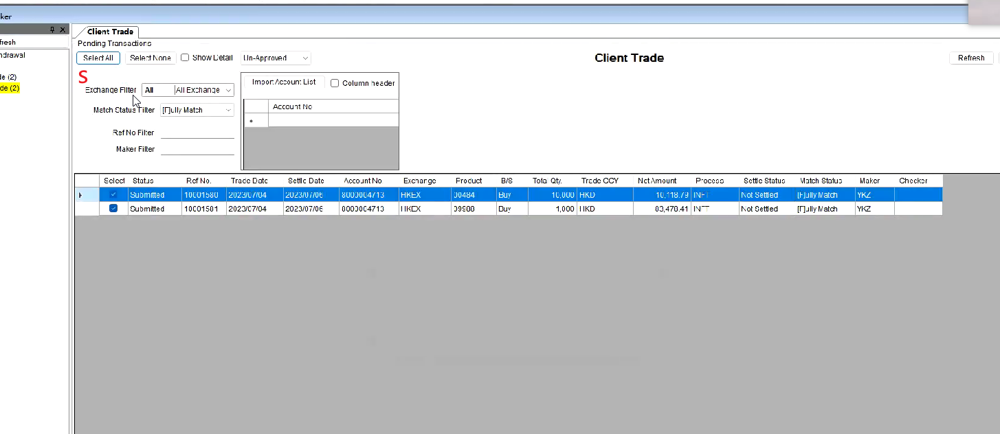 ker
Client Trade
Pending Transactions
fresh
Select All Select None Show Detail Un-Approved Client Trade Refresh
hdrawal
S
de (2)
de (2)
Exchange Filter All All Exchange
Import Account List Column header
Match Status Filter [F]ully Match
Account No
Ref No Filter
Maker Filter
Select Status Ref No. Trade Date Settle Date Account No Exchange Product B/S Total Qty. Trade CCY Net Amount Process Settle Status Match Status Maker Checker
Submitted 10001580 2023/07/04 2023/07/06 8000004713 HKEX 00484 Buy 10,000 HKD 10,118.79 INFT Not Settled [F]ully Match YKZ
Submitted 10001581 2023/07/04 2023/07/06 8000004713 HKEX 09988 Buy 1,000 HKD 83,478.41 INFT Not Settled [F]ully Match YKZ